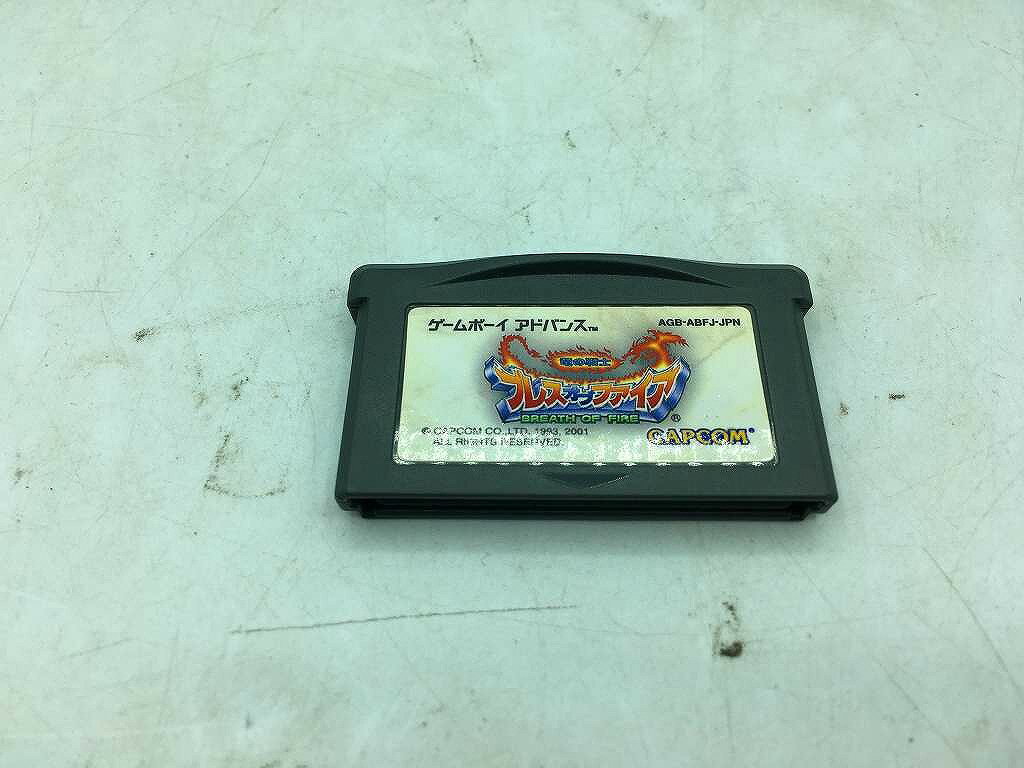 ゲームボーイ アドバンス™
AGB-ABFJ-JPN
竜の戦士
ブレス オブ ファイア
BREATH OF FIRE
®
© CAPCOM CO.,LTD. 1993, 2001
ALL RIGHTS RESERVED.
CAPCOM®